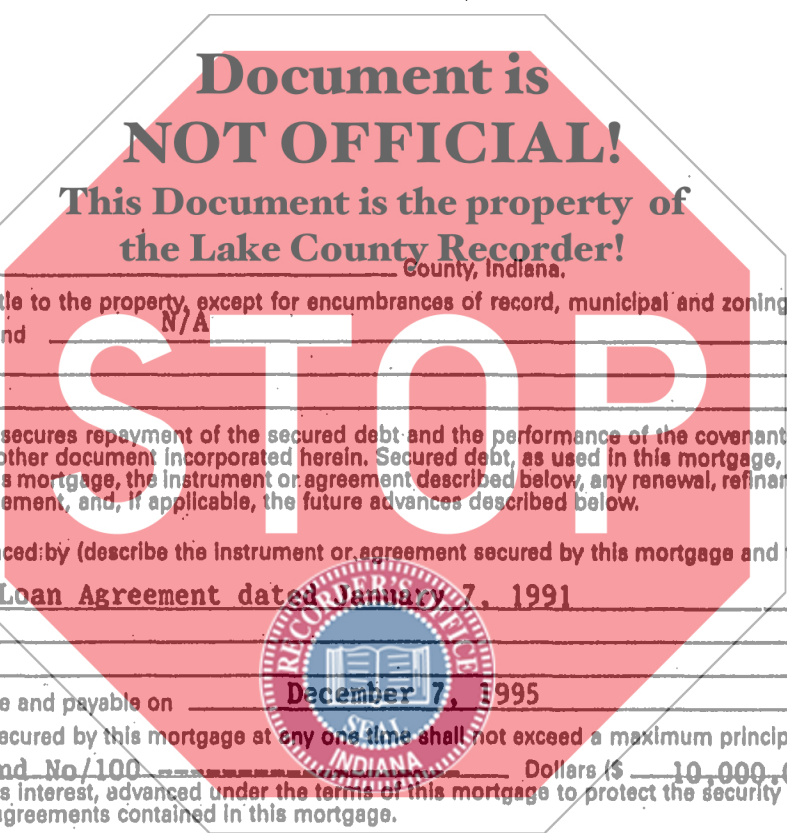 Document is
NOT OFFICIAL!
This Document is the property of
the Lake County Recorder!
County, Indiana.
tle to the property, except for encumbrances of record, municipal and zoning
nd N/A
STOP
secures repayment of the secured debt and the performance of the covenant
other document incorporated herein. Secured debt, as used in this mortgage,
s mortgage, the instrument or agreement described below, any renewal, refinan
ement, and, if applicable, the future advances described below.
ced by (describe the instrument or agreement secured by this mortgage and
Loan Agreement dated January 7, 1991
RECORDER'S OFFICE
SEAL
INDIANA
e and payable on December 7, 1995
ecured by this mortgage at any one time shall not exceed a maximum princip
nd No/100 ---------------------- Dollars ($ 10,000.0
s interest, advanced under the terms of this mortgage to protect the security
greements contained in this mortgage.